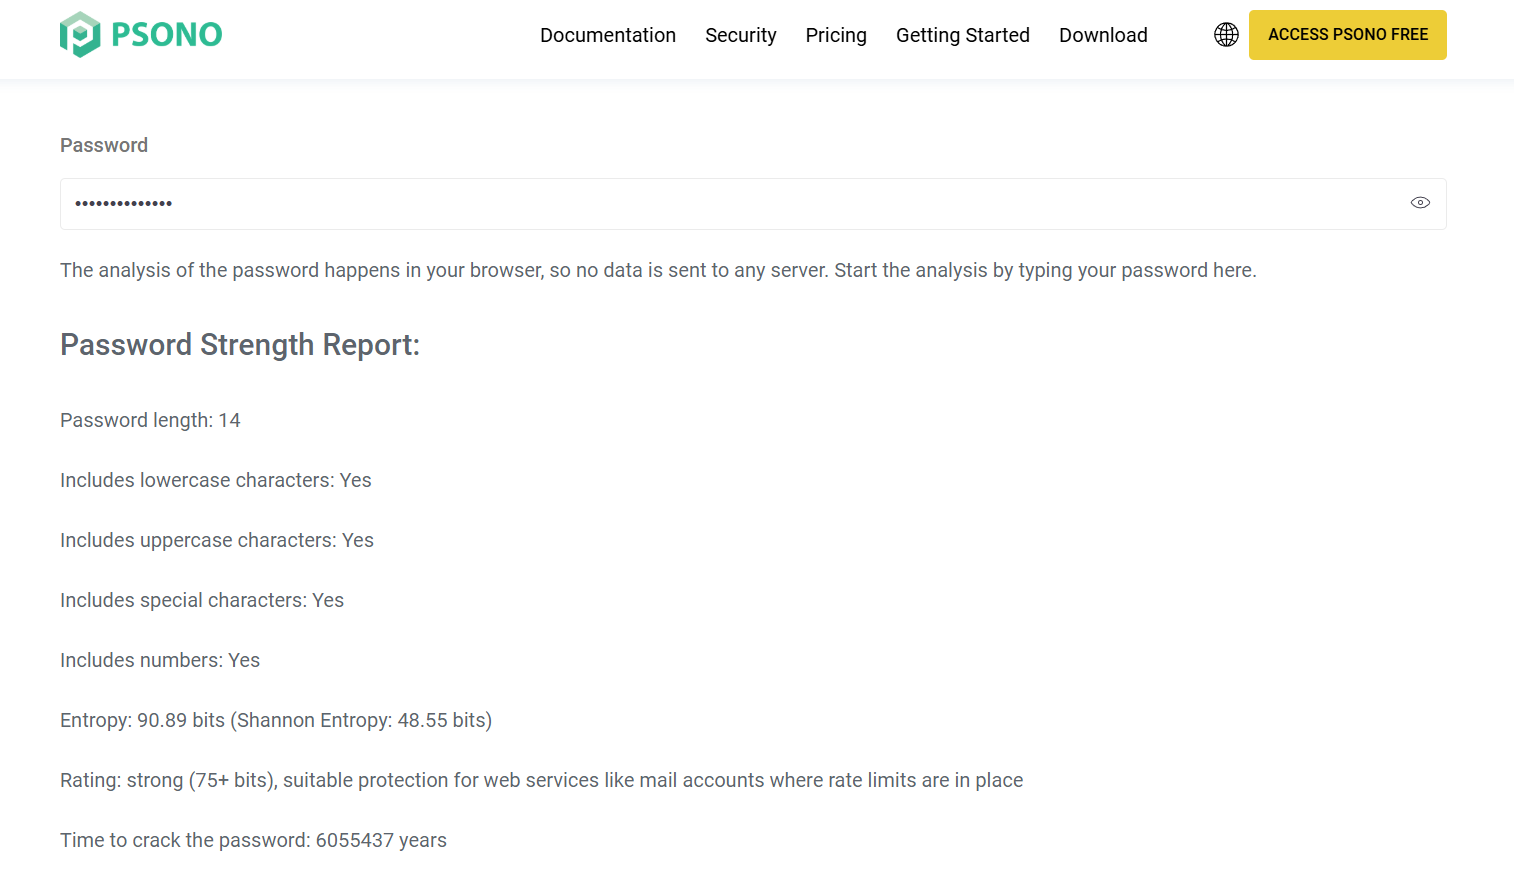 PSONO
Documentation Security Pricing Getting Started Download ACCESS PSONO FREE
Password
••••••••••••••
The analysis of the password happens in your browser, so no data is sent to any server. Start the analysis by typing your password here.
Password Strength Report:
Password length: 14
Includes lowercase characters: Yes
Includes uppercase characters: Yes
Includes special characters: Yes
Includes numbers: Yes
Entropy: 90.89 bits (Shannon Entropy: 48.55 bits)
Rating: strong (75+ bits), suitable protection for web services like mail accounts where rate limits are in place
Time to crack the password: 6055437 years